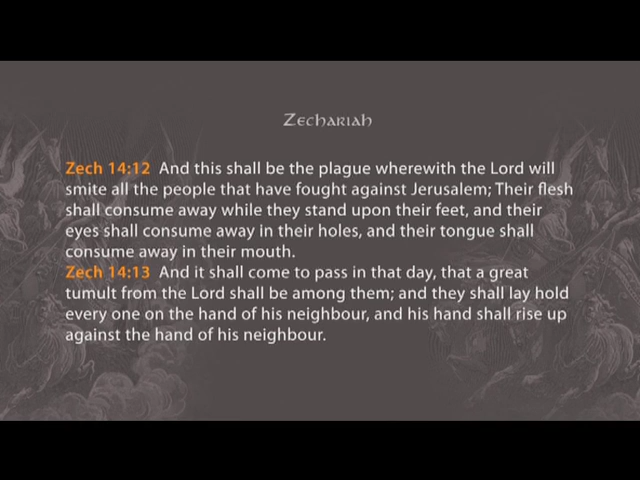 Zechariah
Zech 14:12 And this shall be the plague wherewith the Lord will
smite all the people that have fought against Jerusalem; Their flesh
shall consume away while they stand upon their feet, and their
eyes shall consume away in their holes, and their tongue shall
consume away in their mouth.
Zech 14:13 And it shall come to pass in that day, that a great
tumult from the Lord shall be among them; and they shall lay hold
every one on the hand of his neighbour, and his hand shall rise up
against the hand of his neighbour.